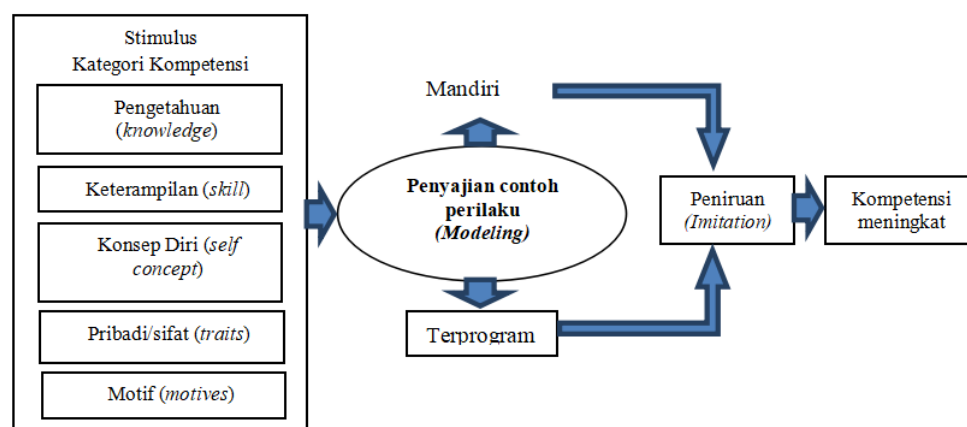 Stimulus
Kategori Kompetensi
Pengetahuan
(knowledge)
Keterampilan (skill)
Konsep Diri (self
concept)
Pribadi/sifat (traits)
Motif (motives)
Mandiri
Penyajian contoh
perilaku
(Modeling)
Terprogram
Peniruan
(Imitation)
Kompetensi
meningkat